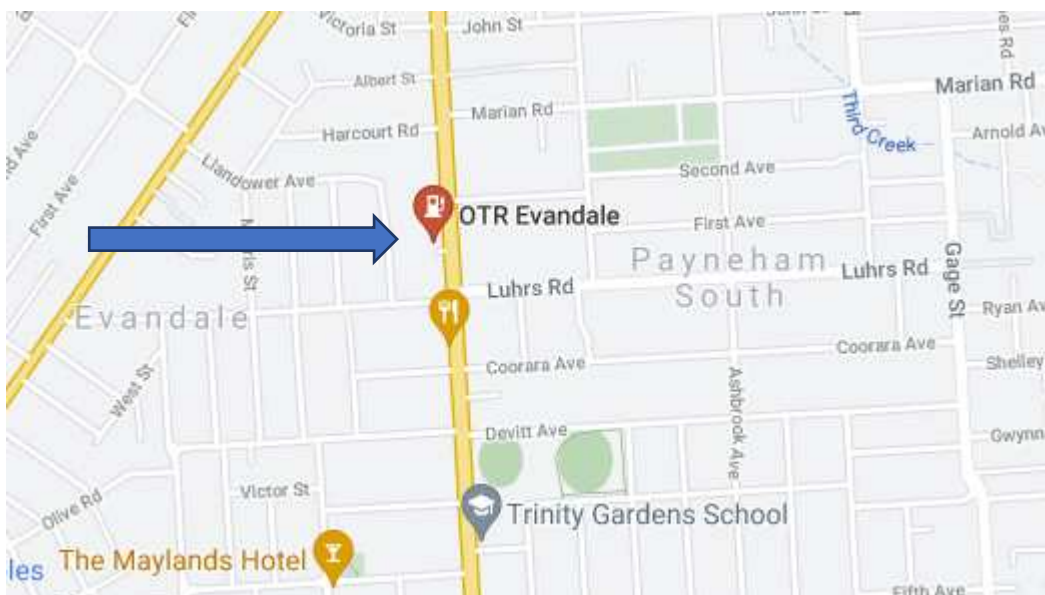 Victoria St
John St
Albert St
Marian Rd
Marian Rd
Third Creek
Harcourt Rd
Arnold
Second Ave
Llandower Ave
First Ave
OTR Evandale
First Ave
Payneham
South
Luhrs Rd
Luhrs Rd
Gage St
Evandale
Ryan Av
Coorara Ave
Coorara Ave
Shelley
West St
Ashbrook Ave
Devitt Ave
Gwynn
Victor St
Olive Rd
Trinity Gardens School
The Maylands Hotel
les
Fifth Ave